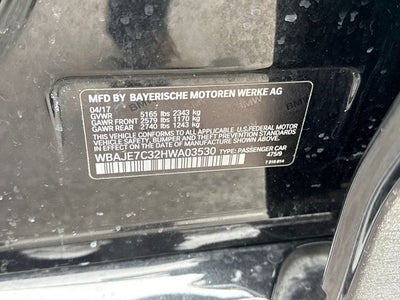 MFD BY BAYERISCHE MOTOREN WERKE AG
04/17
GVWR 5165 lbs 2343 kg
GAWR FRONT 2579 lbs 1170 kg
GAWR REAR 2740 lbs 1243 kg
THIS VEHICLE CONFORMS TO ALL APPLICABLE U.S.FEDERAL MOTOR
VEHICLE SAFETY, BUMPER, AND THEFT PREVENTION STANDARDS IN
EFFECT ON THE DATE OF MANUFACTURE SHOWN ABOVE.
WBAJE7C32HWA03530 TYPE: PASSENGER CAR
475/9